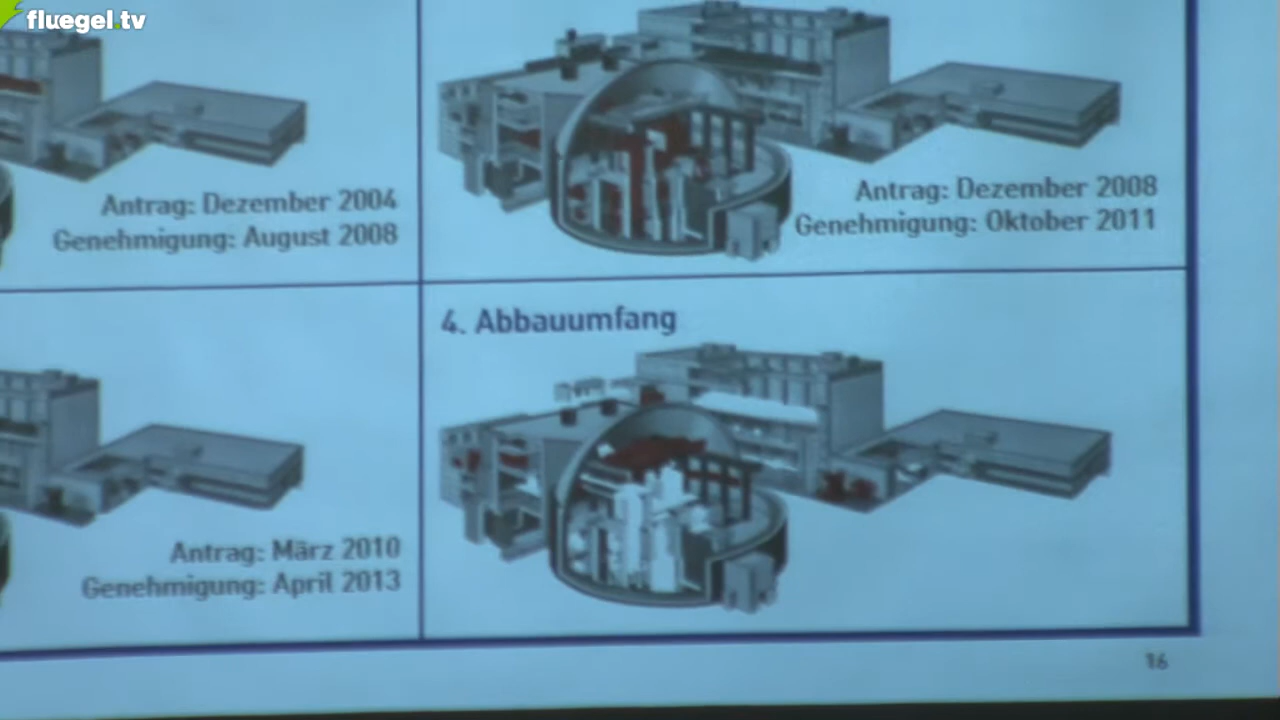 fluegel.tv
Antrag: Dezember 2004
Genehmigung: August 2008
Antrag: Dezember 2008
Genehmigung: Oktober 2011
4. Abbauumfang
Antrag: März 2010
Genehmigung: April 2013
16